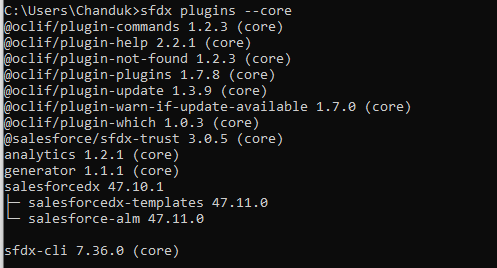 C:\Users\Chanduk>sfdx plugins --core
@oclif/plugin-commands 1.2.3 (core)
@oclif/plugin-help 2.2.1 (core)
@oclif/plugin-not-found 1.2.3 (core)
@oclif/plugin-plugins 1.7.8 (core)
@oclif/plugin-update 1.3.9 (core)
@oclif/plugin-warn-if-update-available 1.7.0 (core)
@oclif/plugin-which 1.0.3 (core)
@salesforce/sfdx-trust 3.0.5 (core)
analytics 1.2.1 (core)
generator 1.1.1 (core)
salesforcedx 47.10.1
├─ salesforcedx-templates 47.11.0
└─ salesforce-alm 47.11.0
sfdx-cli 7.36.0 (core)